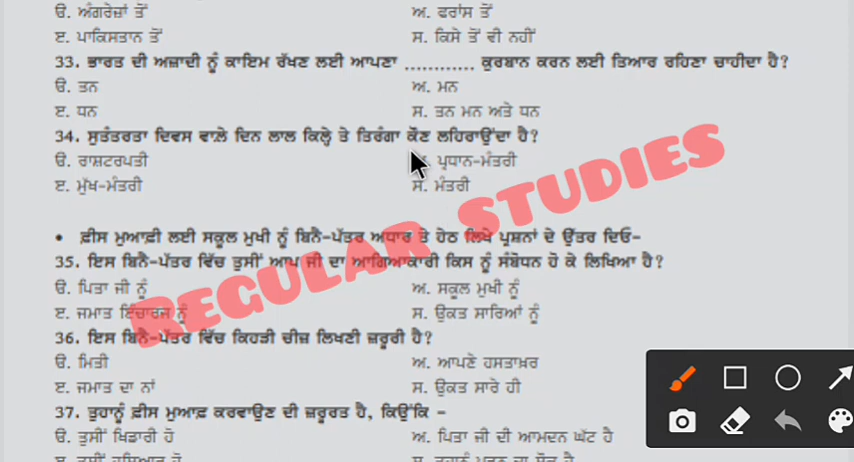 ੳ. ਅੰਗਰੇਜ਼ਾਂ ਤੋਂ ਅ. ਫਰਾਂਸ ਤੋਂ
ੲ. ਪਾਕਿਸਤਾਨ ਤੋਂ ਸ. ਕਿਸੇ ਤੋਂ ਵੀ ਨਹੀਂ
33. ਭਾਰਤ ਦੀ ਅਜ਼ਾਦੀ ਨੂੰ ਕਾਇਮ ਰੱਖਣ ਲਈ ਆਪਣਾ ............ ਕੁਰਬਾਨ ਕਰਨ ਲਈ ਤਿਆਰ ਰਹਿਣਾ ਚਾਹੀਦਾ ਹੈ?
ੳ. ਤਨ ਅ. ਮਨ
ੲ. ਧਨ ਸ. ਤਨ ਮਨ ਅਤੇ ਧਨ
34. ਸੁਤੰਤਰਤਾ ਦਿਵਸ ਵਾਲੇ ਦਿਨ ਲਾਲ ਕਿਲ੍ਹੇ ਤੇ ਤਿਰੰਗਾ ਕੌਣ ਲਹਿਰਾਉਂਦਾ ਹੈ?
ੳ. ਰਾਸ਼ਟਰਪਤੀ ਪ੍ਰਧਾਨ-ਮੰਤਰੀ
ੲ. ਮੁੱਖ-ਮੰਤਰੀ ਸ. ਮੰਤਰੀ
REGULAR STUDIES
• ਫ਼ੀਸ ਮੁਆਫ਼ੀ ਲਈ ਸਕੂਲ ਮੁਖੀ ਨੂੰ ਬਿਨੈ-ਪੱਤਰ ਅਧਾਰ ਤੇ ਹੇਠ ਲਿਖੇ ਪ੍ਰਸ਼ਨਾਂ ਦੇ ਉੱਤਰ ਦਿਓ-
35. ਇਸ ਬਿਨੈ-ਪੱਤਰ ਵਿੱਚ ਤੁਸੀਂ ਆਪ ਜੀ ਦਾ ਆਗਿਆਕਾਰੀ ਕਿਸ ਨੂੰ ਸੰਬੋਧਨ ਹੋ ਕੇ ਲਿਖਿਆ ਹੈ?
ੳ. ਪਿਤਾ ਜੀ ਨੂੰ ਅ. ਸਕੂਲ ਮੁਖੀ ਨੂੰ
ੲ. ਜਮਾਤ ਇੰਚਾਰਜ ਨੂੰ ਸ. ਉਕਤ ਸਾਰਿਆਂ ਨੂੰ
36. ਇਸ ਬਿਨੈ-ਪੱਤਰ ਵਿੱਚ ਕਿਹੜੀ ਚੀਜ਼ ਲਿਖਣੀ ਜ਼ਰੂਰੀ ਹੈ?
ੳ. ਮਿਤੀ ਅ. ਆਪਣੇ ਹਸਤਾਖ਼ਰ
ੲ. ਜਮਾਤ ਦਾ ਨਾਂ ਸ. ਉਕਤ ਸਾਰੇ ਹੀ
37. ਤੁਹਾਨੂੰ ਫ਼ੀਸ ਮੁਆਫ਼ ਕਰਵਾਉਣ ਦੀ ਜ਼ਰੂਰਤ ਹੈ, ਕਿਉਂਕਿ -
ੳ. ਤੁਸੀਂ ਖਿਡਾਰੀ ਹੋ ਅ. ਪਿਤਾ ਜੀ ਦੀ ਆਮਦਨ ਘੱਟ ਹੈ